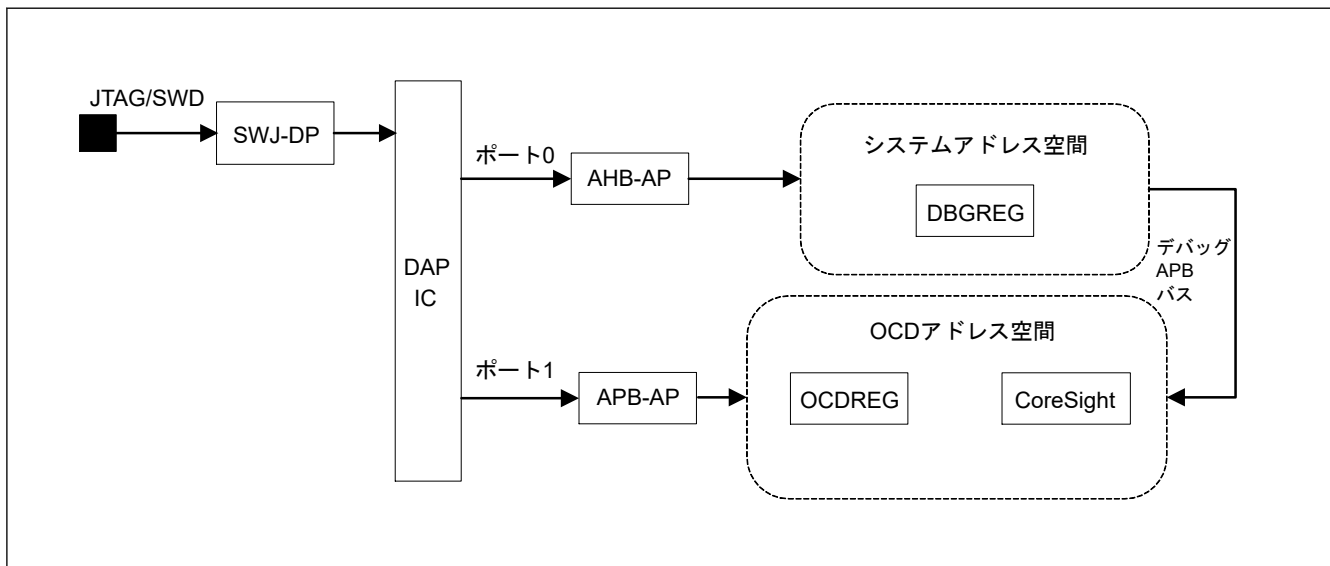 JTAG/SWD
SWJ-DP
DAP
IC
ポート0
AHB-AP
システムアドレス空間
DBGREG
デバッグ
APB
バス
ポート1
APB-AP
OCDアドレス空間
OCDREG
CoreSight